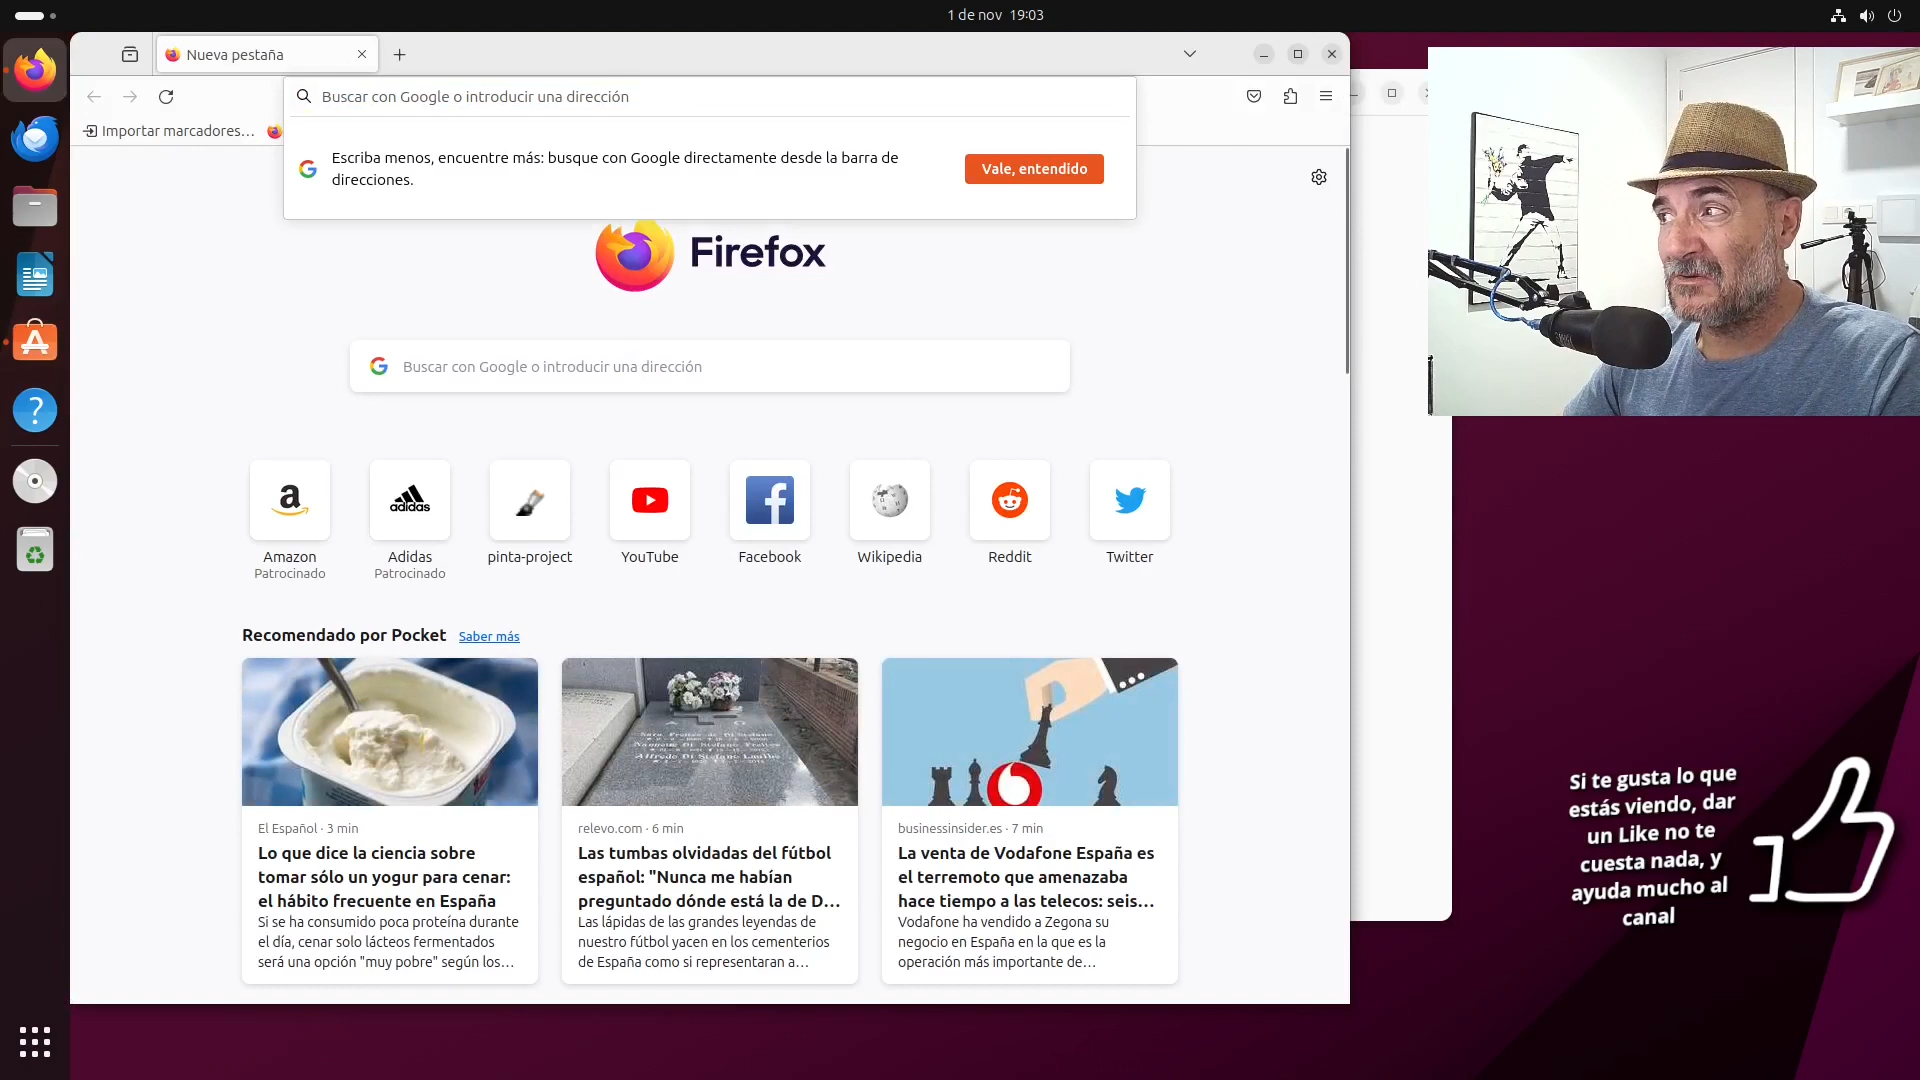 1 de nov 19:03
Nueva pestaña
Buscar con Google o introducir una dirección
Importar marcadores…
Escriba menos, encuentre más: busque con Google directamente desde la barra de
direcciones.
Vale, entendido
Firefox
Buscar con Google o introducir una dirección
a
adidas
Amazon
Patrocinado
Adidas
Patrocinado
pinta-project
YouTube
Facebook
Wikipedia
Reddit
Twitter
Recomendado por Pocket Saber más
El Español · 3 min
Lo que dice la ciencia sobre
tomar sólo un yogur para cenar:
el hábito frecuente en España
Si se ha consumido poca proteína durante
el día, cenar solo lácteos fermentados
será una opción "muy pobre" según los…
relevo.com · 6 min
Las tumbas olvidadas del fútbol
español: "Nunca me habían
preguntado dónde está la de D…
Las lápidas de las grandes leyendas de
nuestro fútbol yacen en los cementerios
de España como si representaran a…
businessinsider.es · 7 min
La venta de Vodafone España es
el terremoto que amenazaba
hace tiempo a las telecos: seis…
Vodafone ha vendido a Zegona su
negocio en España en la que es la
operación más importante de…
Si te gusta lo que
estás viendo, dar
un Like no te
cuesta nada, y
ayuda mucho al
canal